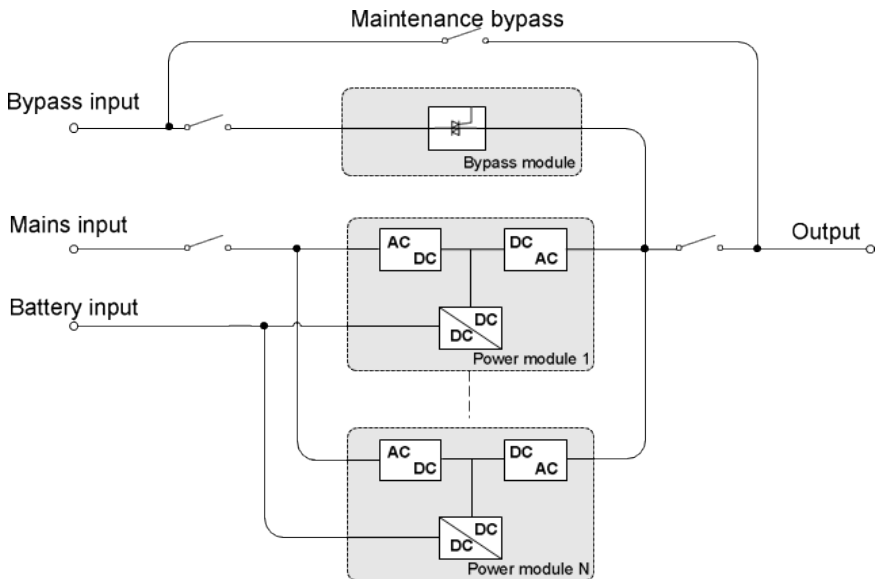 Maintenance bypass
Bypass input
Bypass module
Mains input
AC
DC
DC
AC
Output
Battery input
DC
DC
Power module 1
AC
DC
DC
AC
DC
DC
Power module N